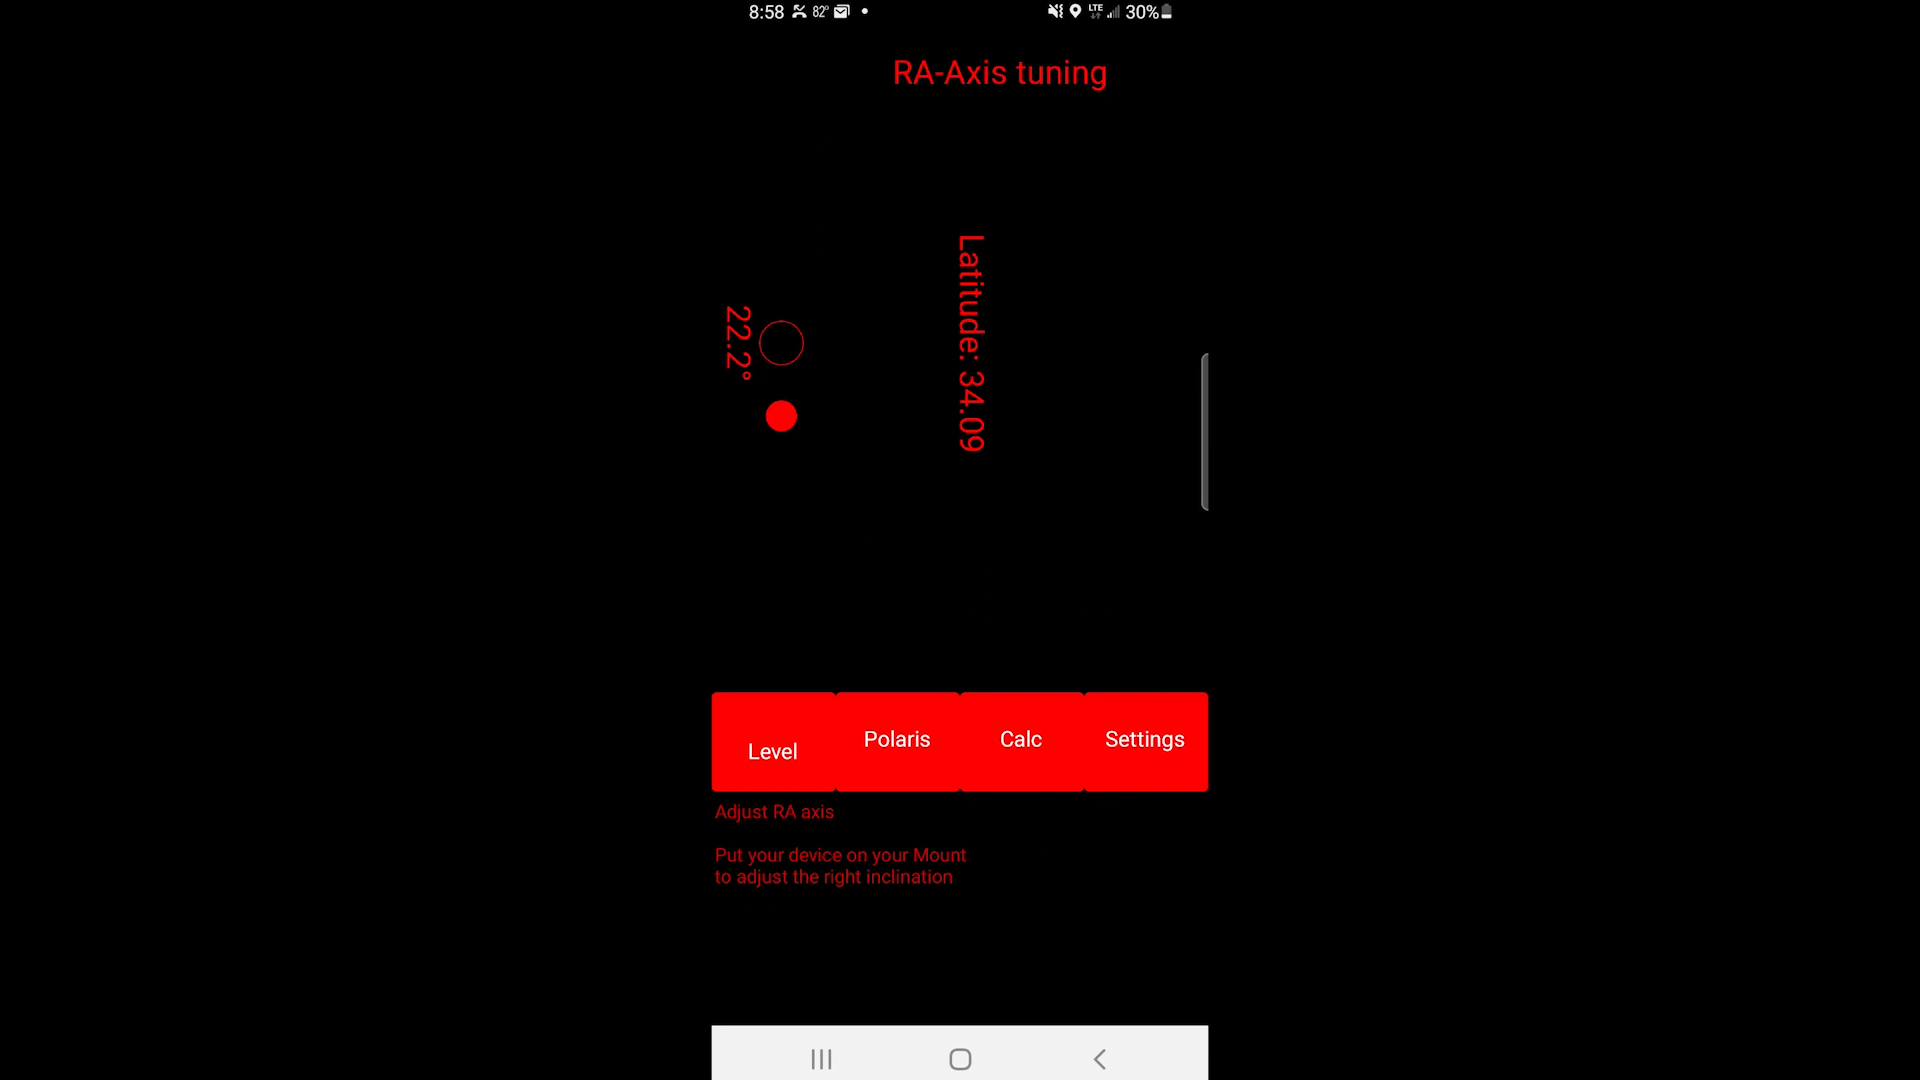 8:58 82° LTE 30%
RA-Axis tuning
Latitude: 34.09
22.2°
Level Polaris Calc Settings
Adjust RA axis
Put your device on your Mount
to adjust the right inclination